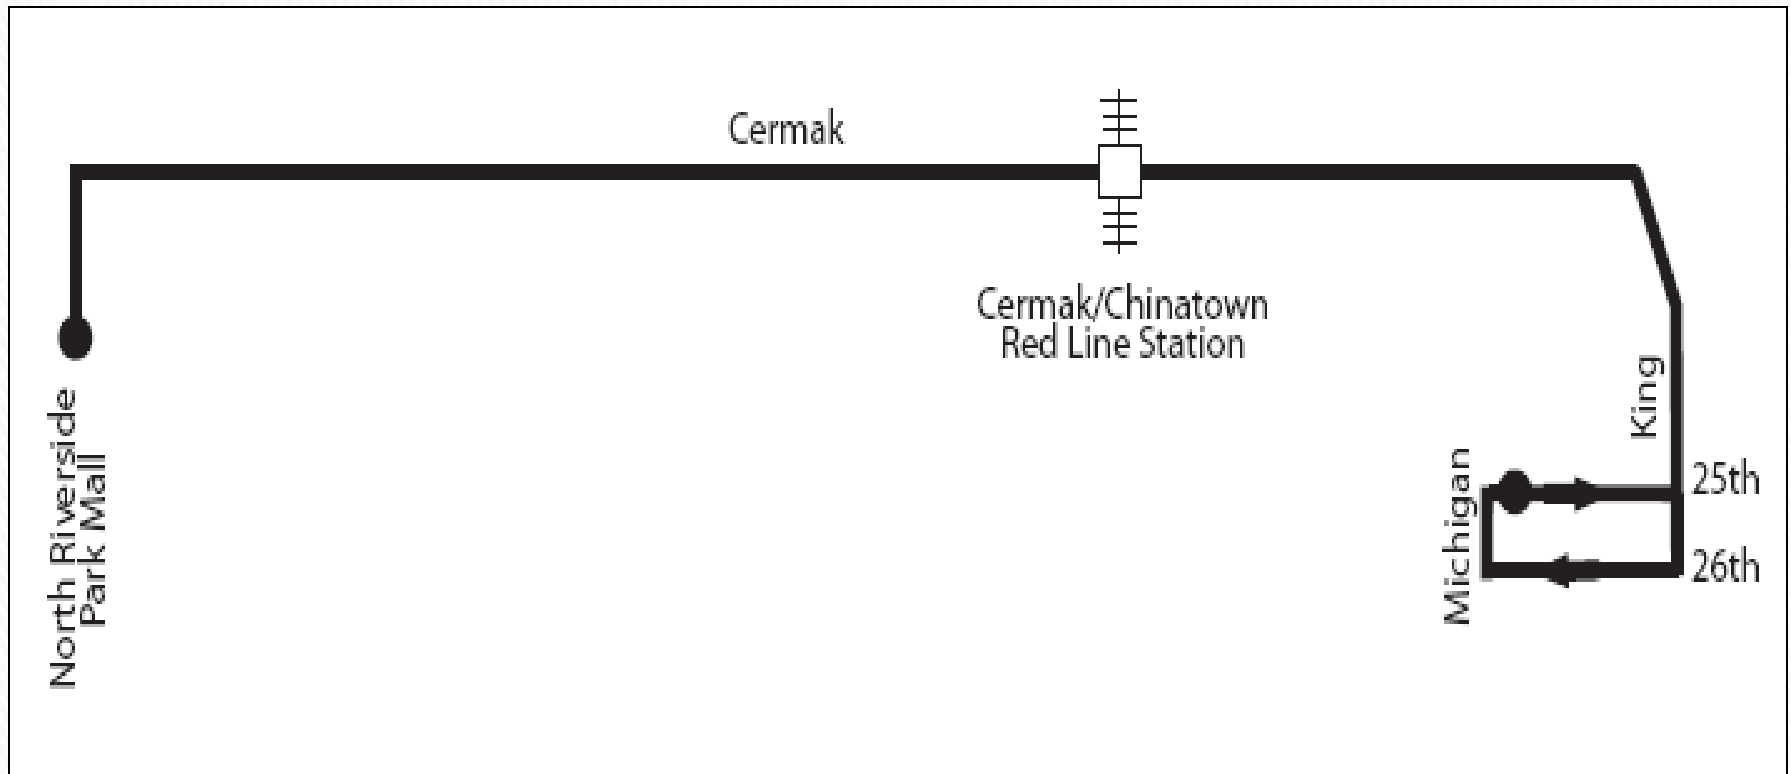 Cermak
Cermak/Chinatown
Red Line Station
North Riverside
Park Mall
King
Michigan
25th
26th